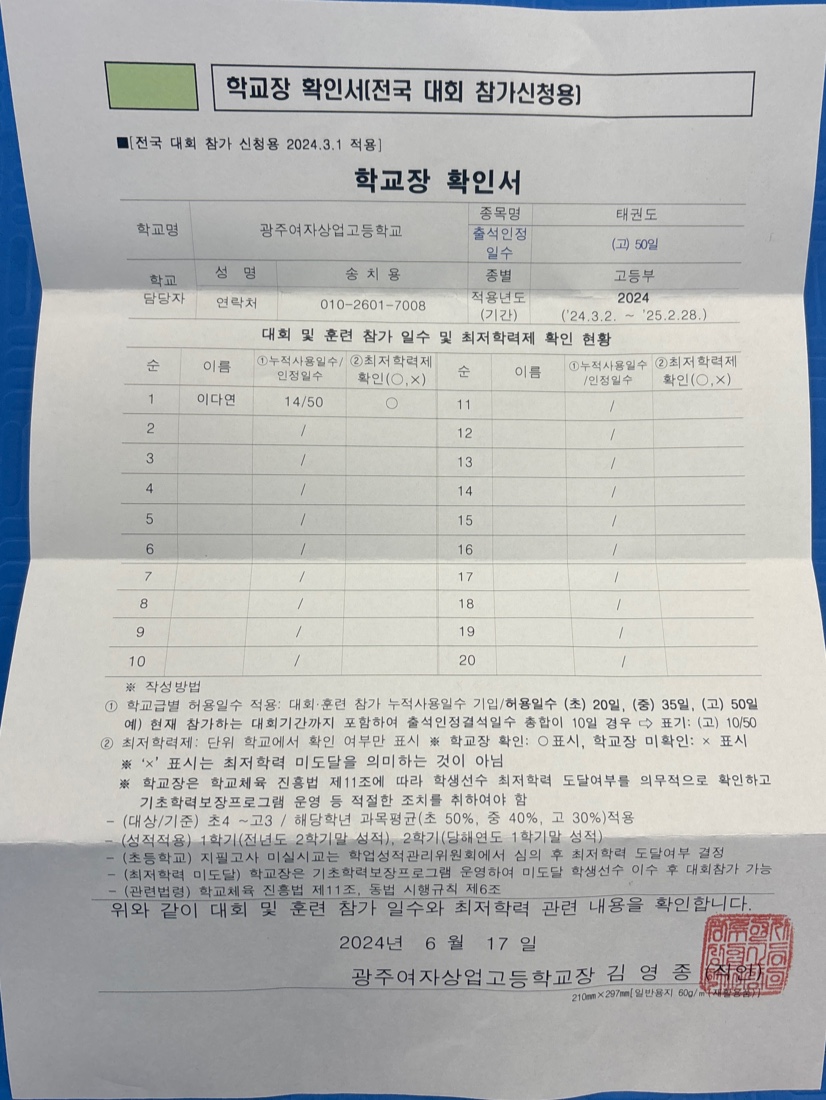 학교장 확인서(전국 대회 참가신청용)
■[전국 대회 참가 신청용 2024.3.1 적용]
학교장 확인서
학교명 광주여자상업고등학교 종목명 태권도
출석인정 일수 (고) 50일
학교 담당자 성 명 송 치 용 종별 고등부
연락처 010-2601-7008 적용년도 (기간) 2024 ('24.3.2. ~ '25.2.28.)
대회 및 훈련 참가 일수 및 최저학력제 확인 현황
순 이름 ①누적사용일수/인정일수 ②최저학력제 확인(○,×) 순 이름 ①누적사용일수/인정일수 ②최저학력제 확인(○,×)
1 이다연 14/50 ○ 11 /
2 / 12 /
3 / 13 /
4 / 14 /
5 / 15 /
6 / 16 /
7 / 17 /
8 / 18 /
9 / 19 /
10 / 20 /
※ 작성방법
① 학교급별 허용일수 적용: 대회·훈련 참가 누적사용일수 기입/허용일수 (초) 20일, (중) 35일, (고) 50일
예) 현재 참가하는 대회기간까지 포함하여 출석인정결석일수 총합이 10일 경우 ⇨ 표기: (고) 10/50
② 최저학력제: 단위 학교에서 확인 여부만 표시 ※ 학교장 확인: ○표시, 학교장 미확인: × 표시
※ '×' 표시는 최저학력 미도달을 의미하는 것이 아님
※ 학교장은 학교체육 진흥법 제11조에 따라 학생선수 최저학력 도달여부를 의무적으로 확인하고
기초학력보장프로그램 운영 등 적절한 조치를 취하여야 함
- (대상/기준) 초4 ~고3 / 해당학년 과목평균(초 50%, 중 40%, 고 30%)적용
- (성적적용) 1학기(전년도 2학기말 성적), 2학기(당해연도 1학기말 성적)
- (초등학교) 지필고사 미실시교는 학업성적관리위원회에서 심의 후 최저학력 도달여부 결정
- (최저학력 미도달) 학교장은 기초학력보장프로그램 운영하여 미도달 학생선수 이수 후 대회참가 가능
- (관련법령) 학교체육 진흥법 제11조, 동법 시행규칙 제6조
위와 같이 대회 및 훈련 참가 일수와 최저학력 관련 내용을 확인합니다.
2024년 6 월 17 일
광주여자상업고등학교장 김 영 종 (직인)
210mm×297mm[일반용지 60g/㎡(재활용품)]